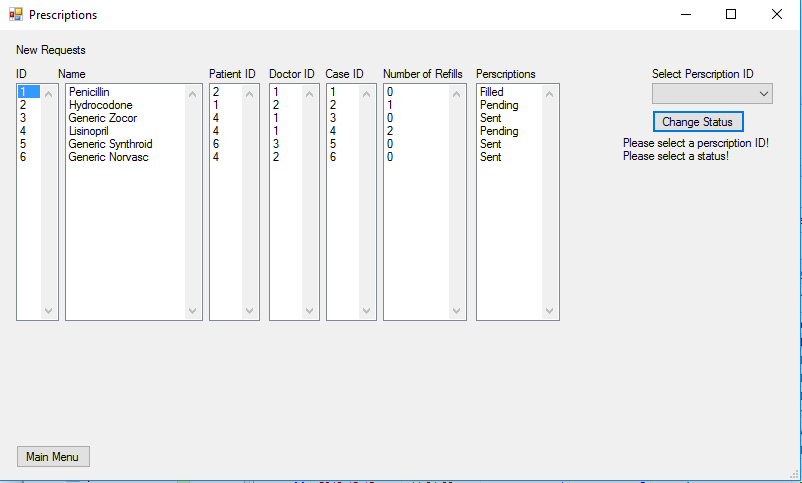 Prescriptions
New Requests
ID Name Patient ID Doctor ID Case ID Number of Refills Perscriptions Select Perscription ID
1 Penicillin 2 1 1 0 Filled
2 Hydrocodone 1 2 2 1 Pending
3 Generic Zocor 4 1 3 0 Sent
4 Lisinopril 4 1 4 2 Pending
5 Generic Synthroid 6 3 5 0 Sent
6 Generic Norvasc 4 2 6 0 Sent
Change Status
Please select a perscription ID!
Please select a status!
Main Menu